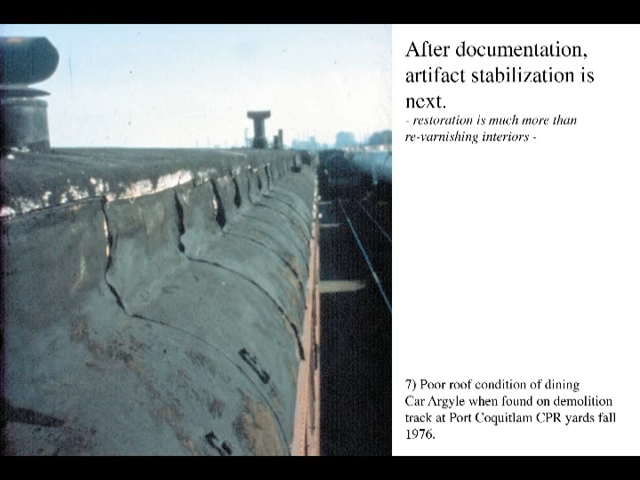 After documentation,
artifact stabilization is
next.
- restoration is much more than
re-varnishing interiors -
7) Poor roof condition of dining
Car Argyle when found on demolition
track at Port Coquitlam CPR yards fall
1976.